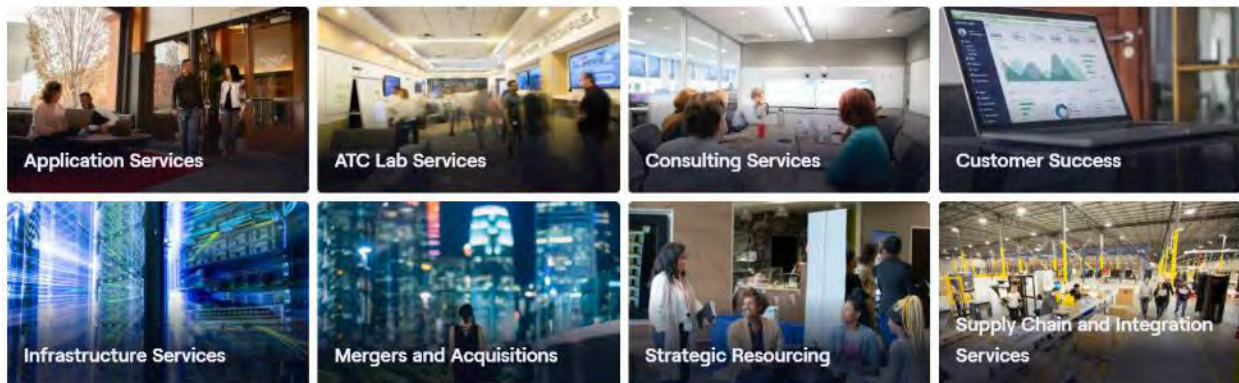 Application Services
ATC Lab Services
Consulting Services
Customer Success
Infrastructure Services
Mergers and Acquisitions
Strategic Resourcing
Supply Chain and Integration
Services